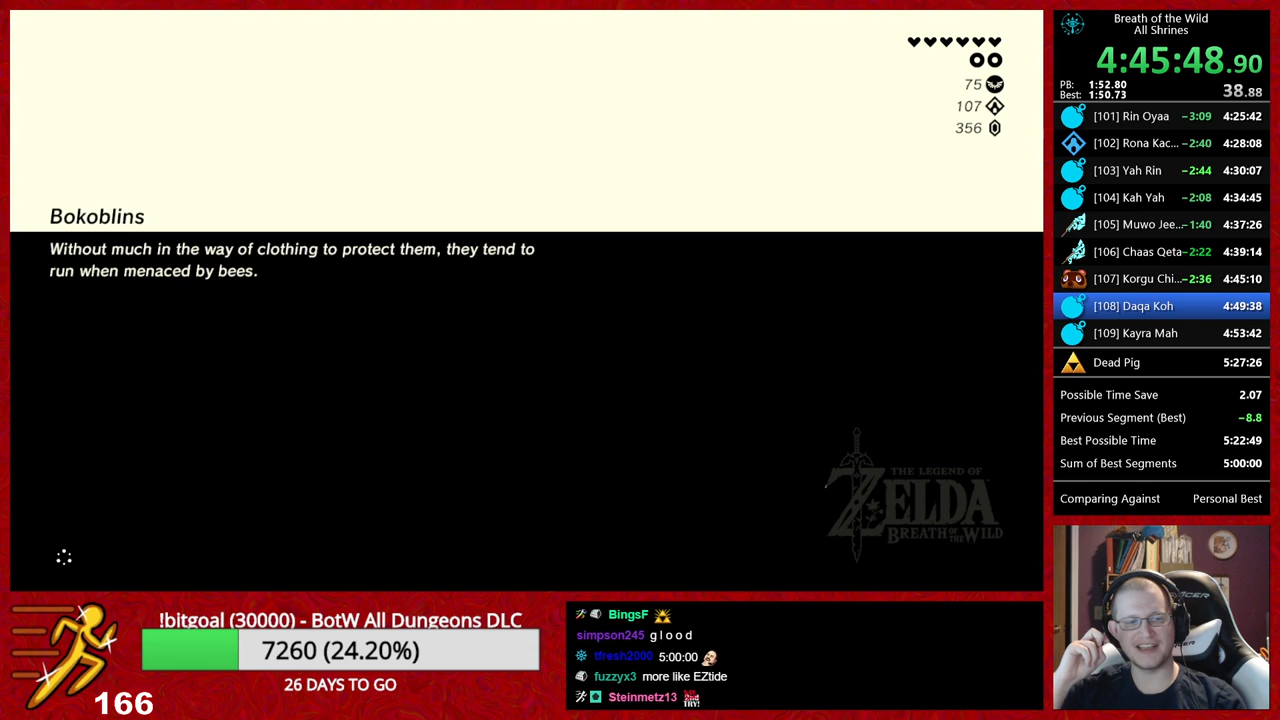 75
107
356
Bokoblins
Without much in the way of clothing to protect them, they tend to
run when menaced by bees.
THE LEGEND OF
ZELDA
BREATH OF THE WILD
Breath of the Wild
All Shrines
4:45:48.90
PB: 1:52.80
Best: 1:50.73
38.88
[101] Rin Oyaa −3:09 4:25:42
[102] Rona Kac... −2:40 4:28:08
[103] Yah Rin −2:44 4:30:07
[104] Kah Yah −2:08 4:34:45
[105] Muwo Jee... −1:40 4:37:26
[106] Chaas Qeta −2:22 4:39:14
[107] Korgu Chi... −2:36 4:45:10
[108] Daqa Koh 4:49:38
[109] Kayra Mah 4:53:42
Dead Pig 5:27:26
Possible Time Save 2.07
Previous Segment (Best) −8.8
Best Possible Time 5:22:49
Sum of Best Segments 5:00:00
Comparing Against Personal Best
166
!bitgoal (30000) - BotW All Dungeons DLC
7260 (24.20%)
26 DAYS TO GO
BingsF
simpson245 g l o o d
tfresh2000 5:00:00
fuzzyx3 more like EZtide
Steinmetz13
TRY!